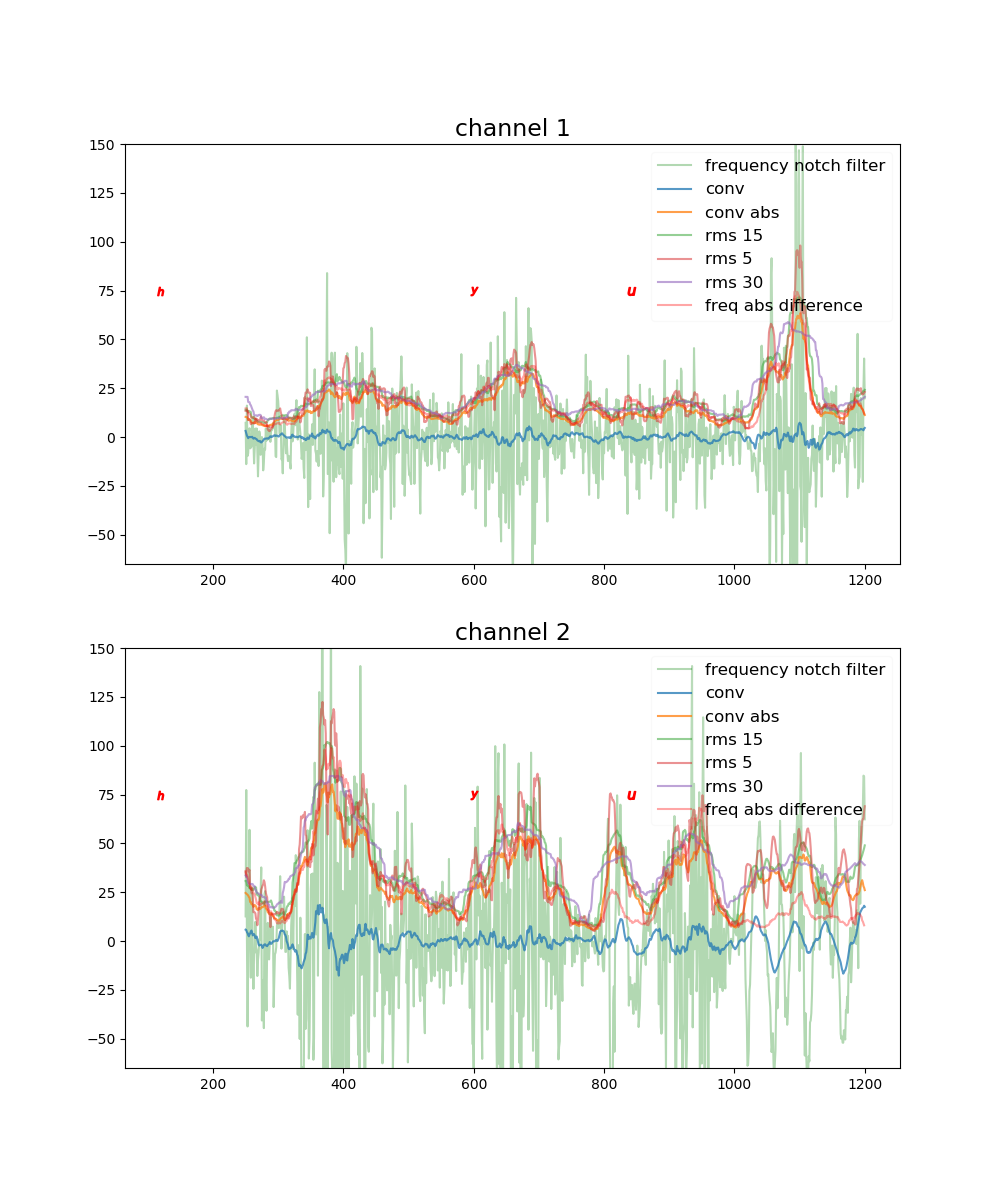 channel 1
150
125
100
75
50
25
0
−25
−50
frequency notch filter
conv
conv abs
rms 15
rms 5
rms 30
freq abs difference
h y u
200 400 600 800 1000 1200
channel 2
150
125
100
75
50
25
0
−25
−50
frequency notch filter
conv
conv abs
rms 15
rms 5
rms 30
freq abs difference
h y u
200 400 600 800 1000 1200